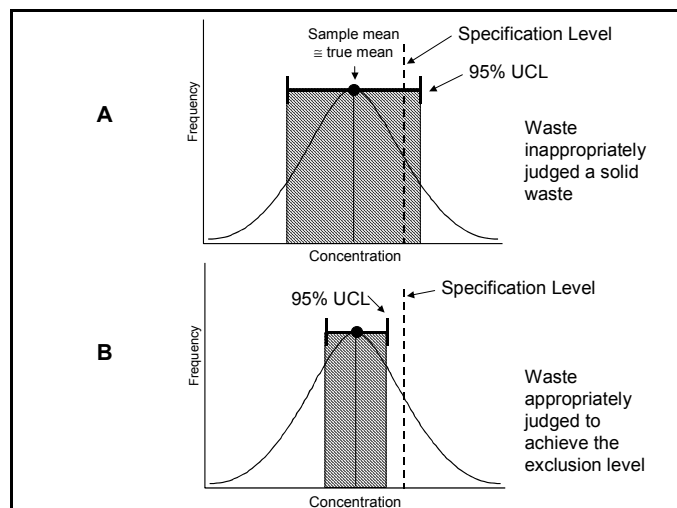 Sample mean
≅ true mean
Specification Level
95% UCL
A
Frequency
Waste
inappropriately
judged a solid
waste
Concentration
95% UCL
Specification Level
B
Frequency
Waste
appropriately
judged to
achieve the
exclusion level
Concentration